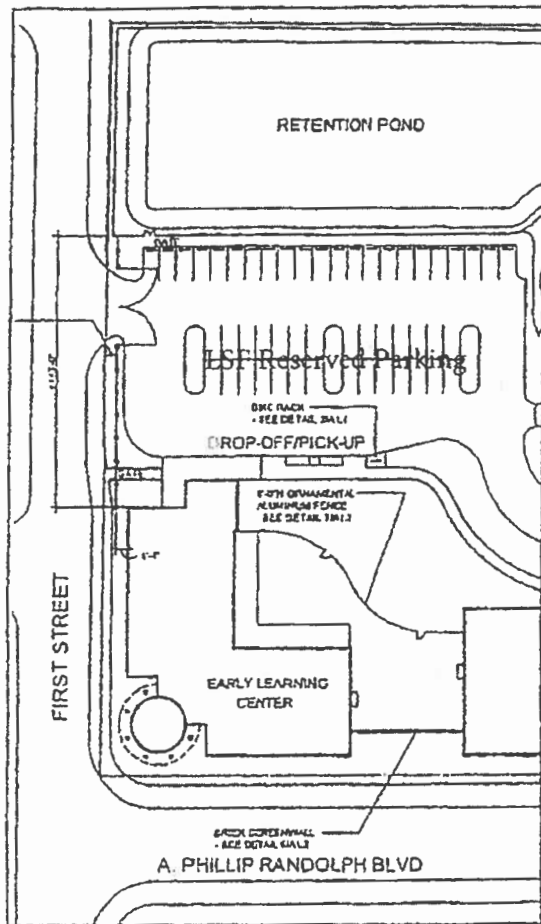 RETENTION POND
LSF Reserved Parking
BIKE RACK
- SEE DETAIL
DROP-OFF/PICK-UP
ORNAMENTAL
ALUMINUM FENCE
SEE DETAIL
FIRST STREET
EARLY LEARNING
CENTER
SCREENWALL
- SEE DETAIL
A. PHILLIP RANDOLPH BLVD